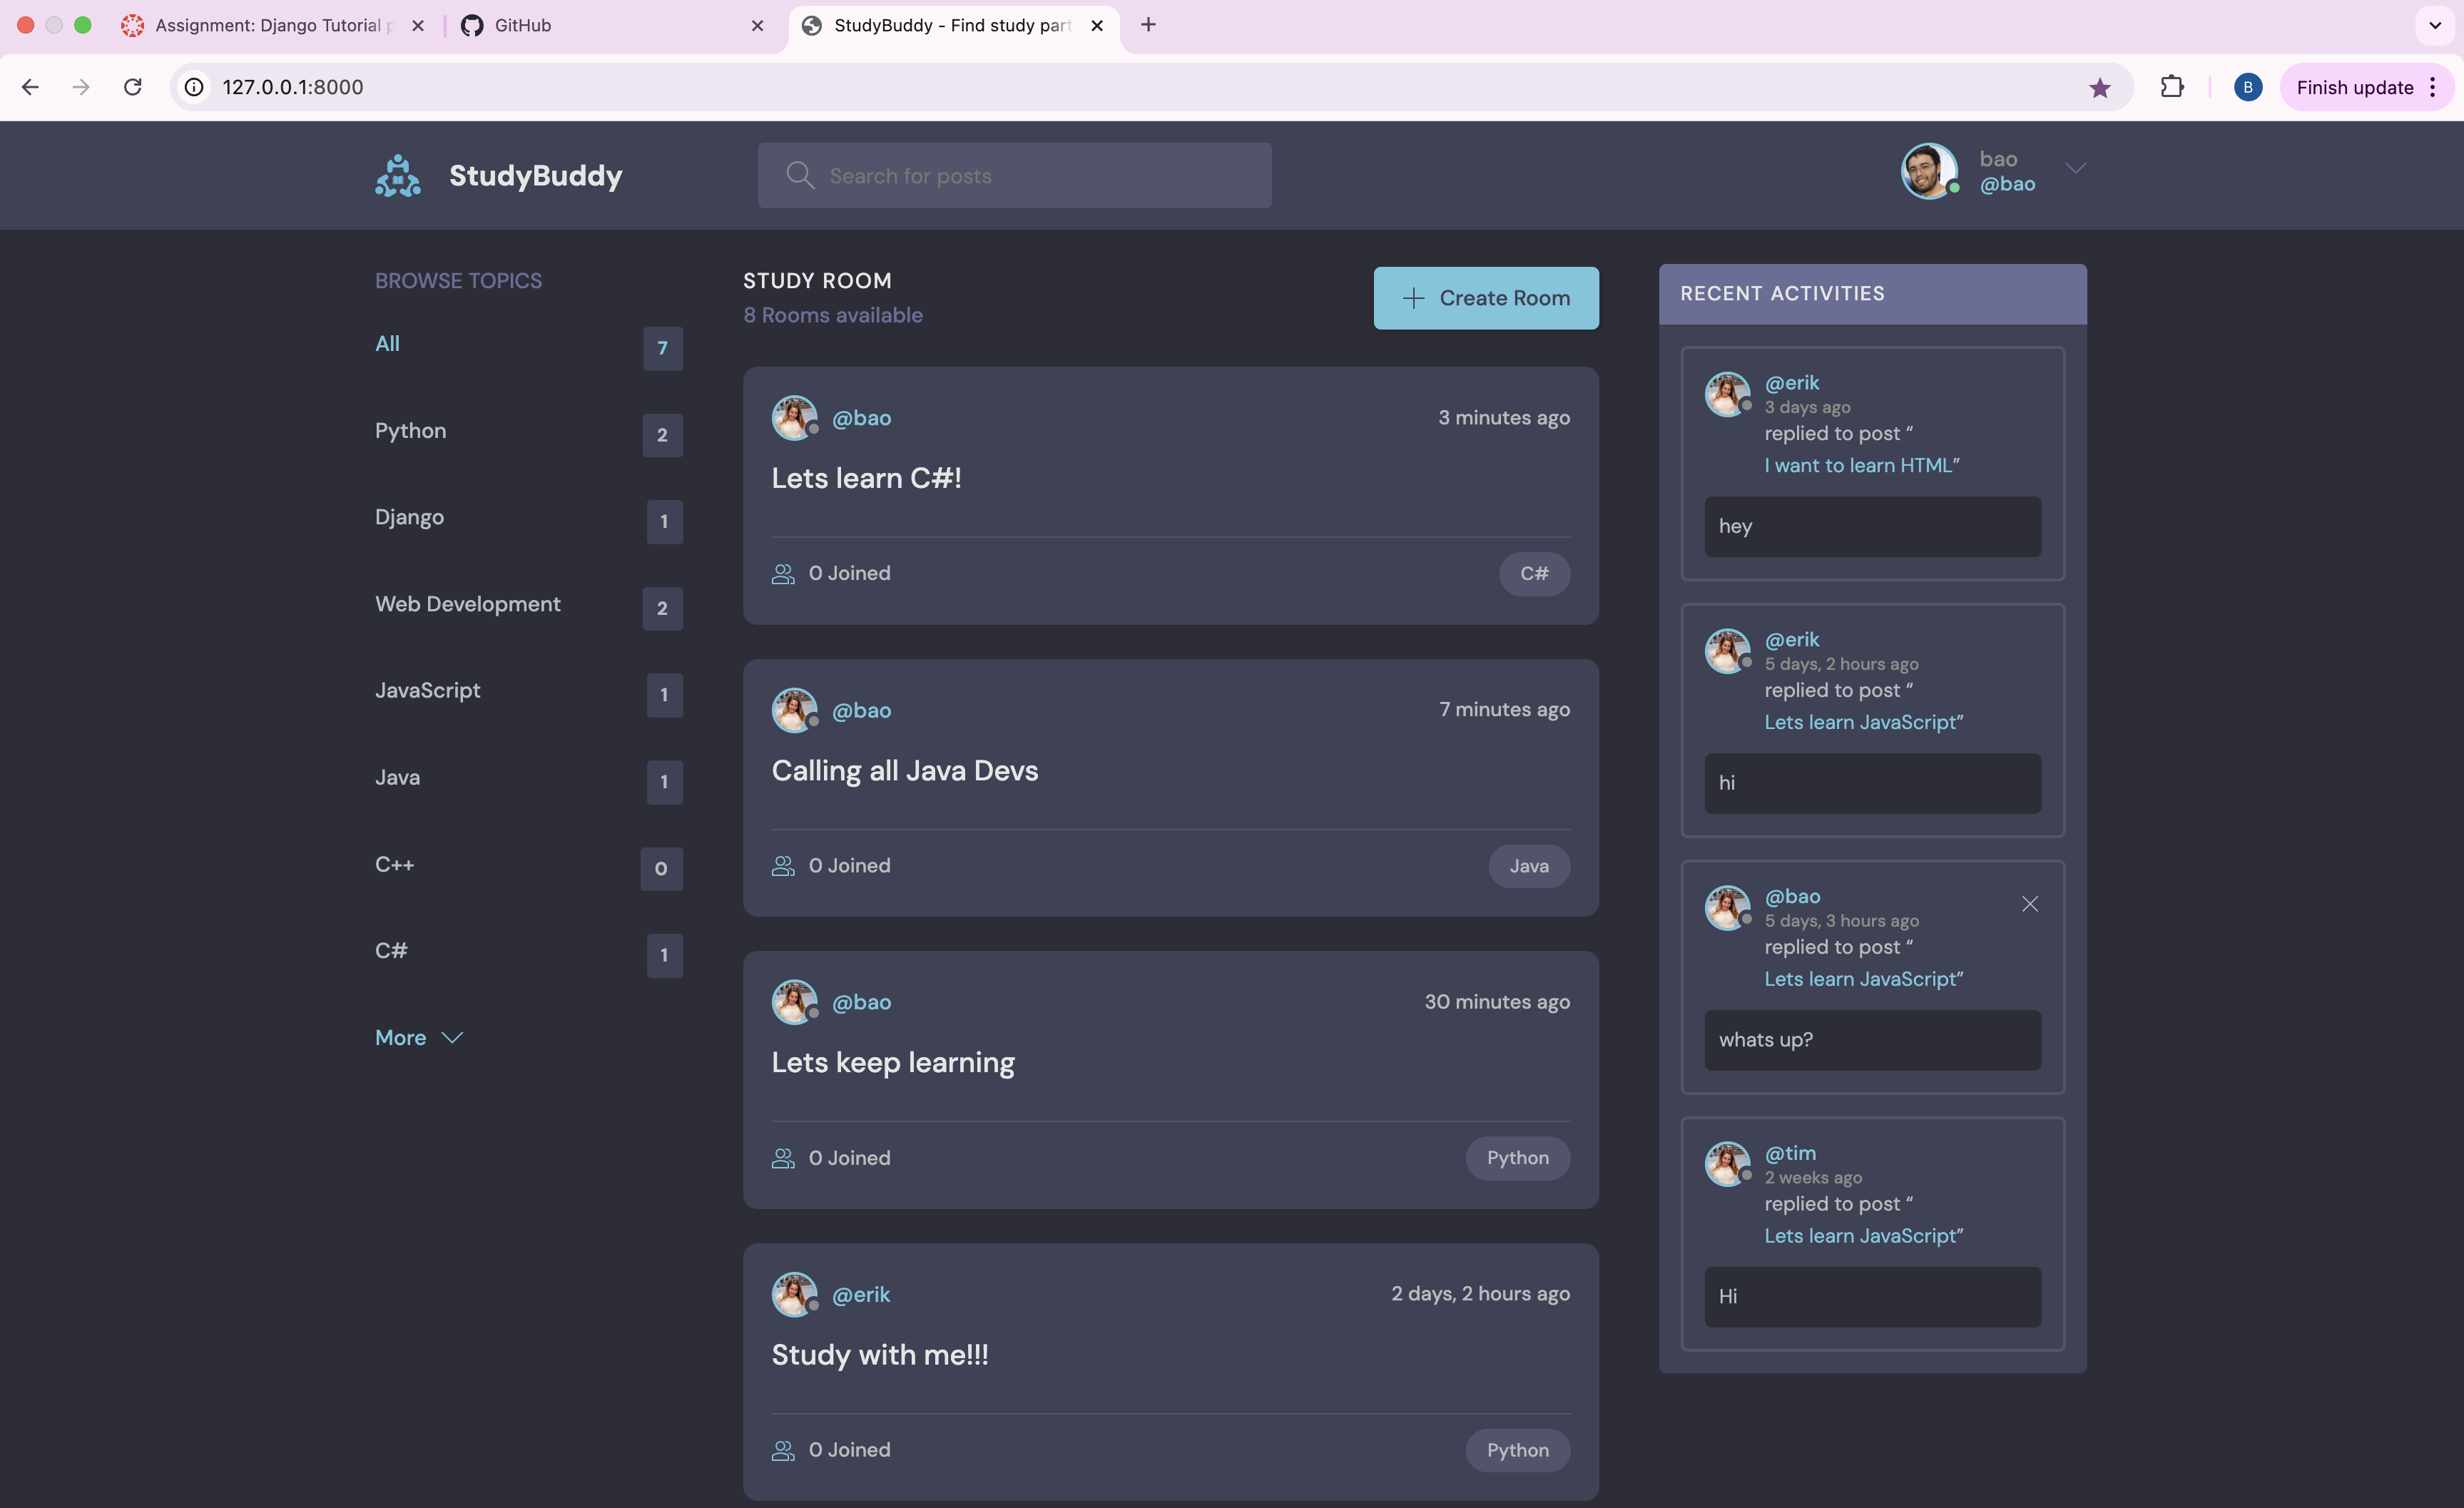 Assignment: Django Tutorial p
GitHub
StudyBuddy - Find study part
127.0.0.1:8000
B
Finish update
StudyBuddy
Search for posts
bao
@bao
BROWSE TOPICS
All
7
Python
2
Django
1
Web Development
2
JavaScript
1
Java
1
C++
0
C#
1
More
STUDY ROOM
8 Rooms available
Create Room
@bao
3 minutes ago
Lets learn C#!
0 Joined
C#
@bao
7 minutes ago
Calling all Java Devs
0 Joined
Java
@bao
30 minutes ago
Lets keep learning
0 Joined
Python
@erik
2 days, 2 hours ago
Study with me!!!
0 Joined
Python
RECENT ACTIVITIES
@erik
3 days ago
replied to post “
I want to learn HTML”
hey
@erik
5 days, 2 hours ago
replied to post “
Lets learn JavaScript”
hi
@bao
5 days, 3 hours ago
replied to post “
Lets learn JavaScript”
whats up?
@tim
2 weeks ago
replied to post “
Lets learn JavaScript”
Hi